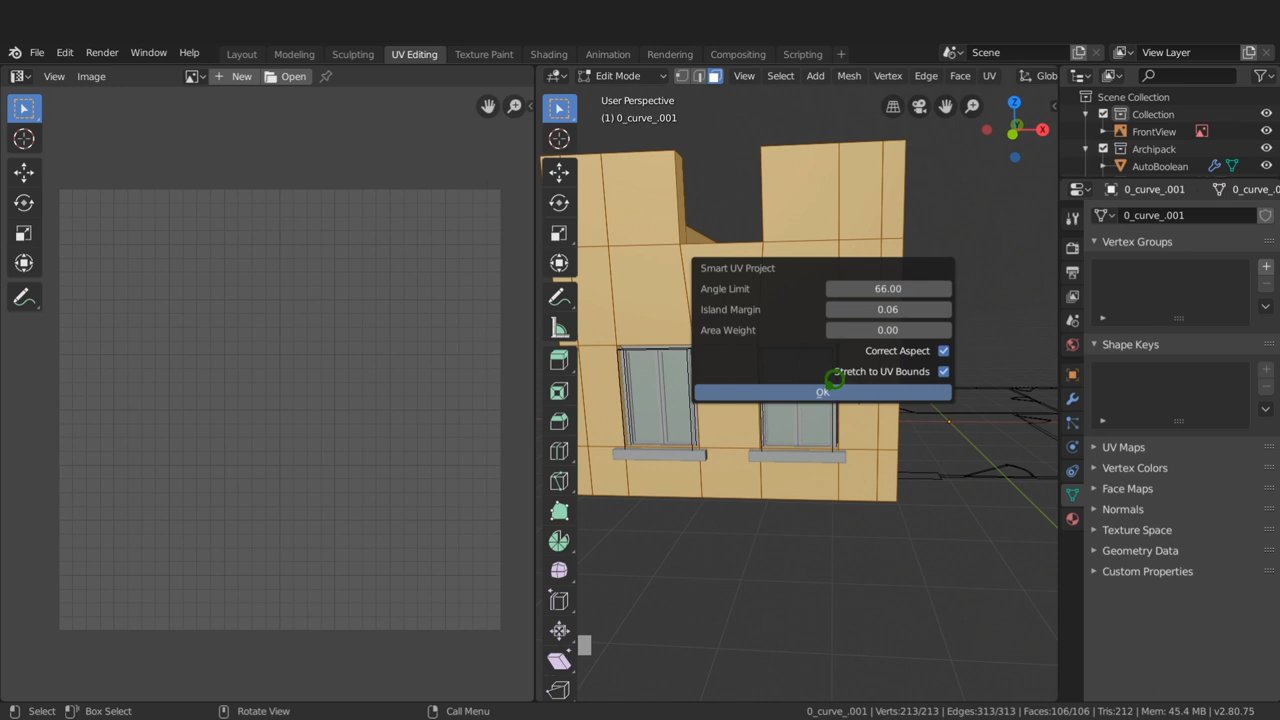 File Edit Render Window Help Layout Modeling Sculpting UV Editing Texture Paint Shading Animation Rendering Compositing Scripting + Scene View Layer
View Image New Open Edit Mode View Select Add Mesh Vertex Edge Face UV Glob
User Perspective
(1) 0_curve_.001
Z
Y
X
Scene Collection
Collection
FrontView
Archipack
AutoBoolean
0_curve_.001 0_curve_.001
0_curve_.001
Vertex Groups
Shape Keys
UV Maps
Vertex Colors
Face Maps
Normals
Texture Space
Geometry Data
Custom Properties
Smart UV Project
Angle Limit 66.00
Island Margin 0.06
Area Weight 0.00
Correct Aspect
Stretch to UV Bounds
OK
Select Box Select Rotate View Call Menu 0_curve_.001 | Verts:213/213 | Edges:313/313 | Faces:106/106 | Tris:212 | Mem: 45.4 MB | v2.80.75